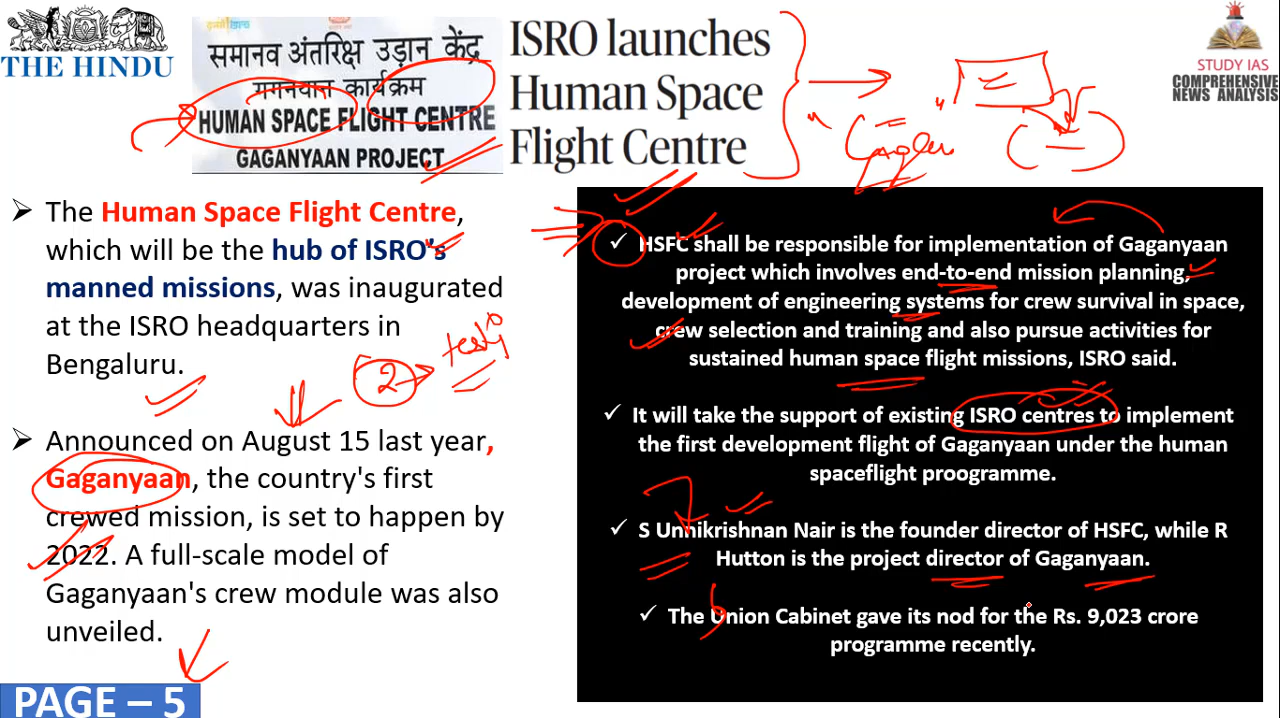 THE HINDU
समानव अंतरिक्ष उड़ान केंद्र
गगनयान कार्यक्रम
HUMAN SPACE FLIGHT CENTRE
GAGANYAAN PROJECT
ISRO launches
Human Space
Flight Centre
STUDY IAS
COMPREHENSIVE
NEWS ANALYSIS
➢ The Human Space Flight Centre,
which will be the hub of ISRO's
manned missions, was inaugurated
at the ISRO headquarters in
Bengaluru.
2
➢ Announced on August 15 last year,
Gaganyaan, the country's first
crewed mission, is set to happen by
2022. A full-scale model of
Gaganyaan's crew module was also
unveiled.
PAGE – 5
✓ HSFC shall be responsible for implementation of Gaganyaan
project which involves end-to-end mission planning,
development of engineering systems for crew survival in space,
crew selection and training and also pursue activities for
sustained human space flight missions, ISRO said.
✓ It will take the support of existing ISRO centres to implement
the first development flight of Gaganyaan under the human
spaceflight proogramme.
✓ S Unnikrishnan Nair is the founder director of HSFC, while R
Hutton is the project director of Gaganyaan.
✓ The Union Cabinet gave its nod for the Rs. 9,023 crore
programme recently.